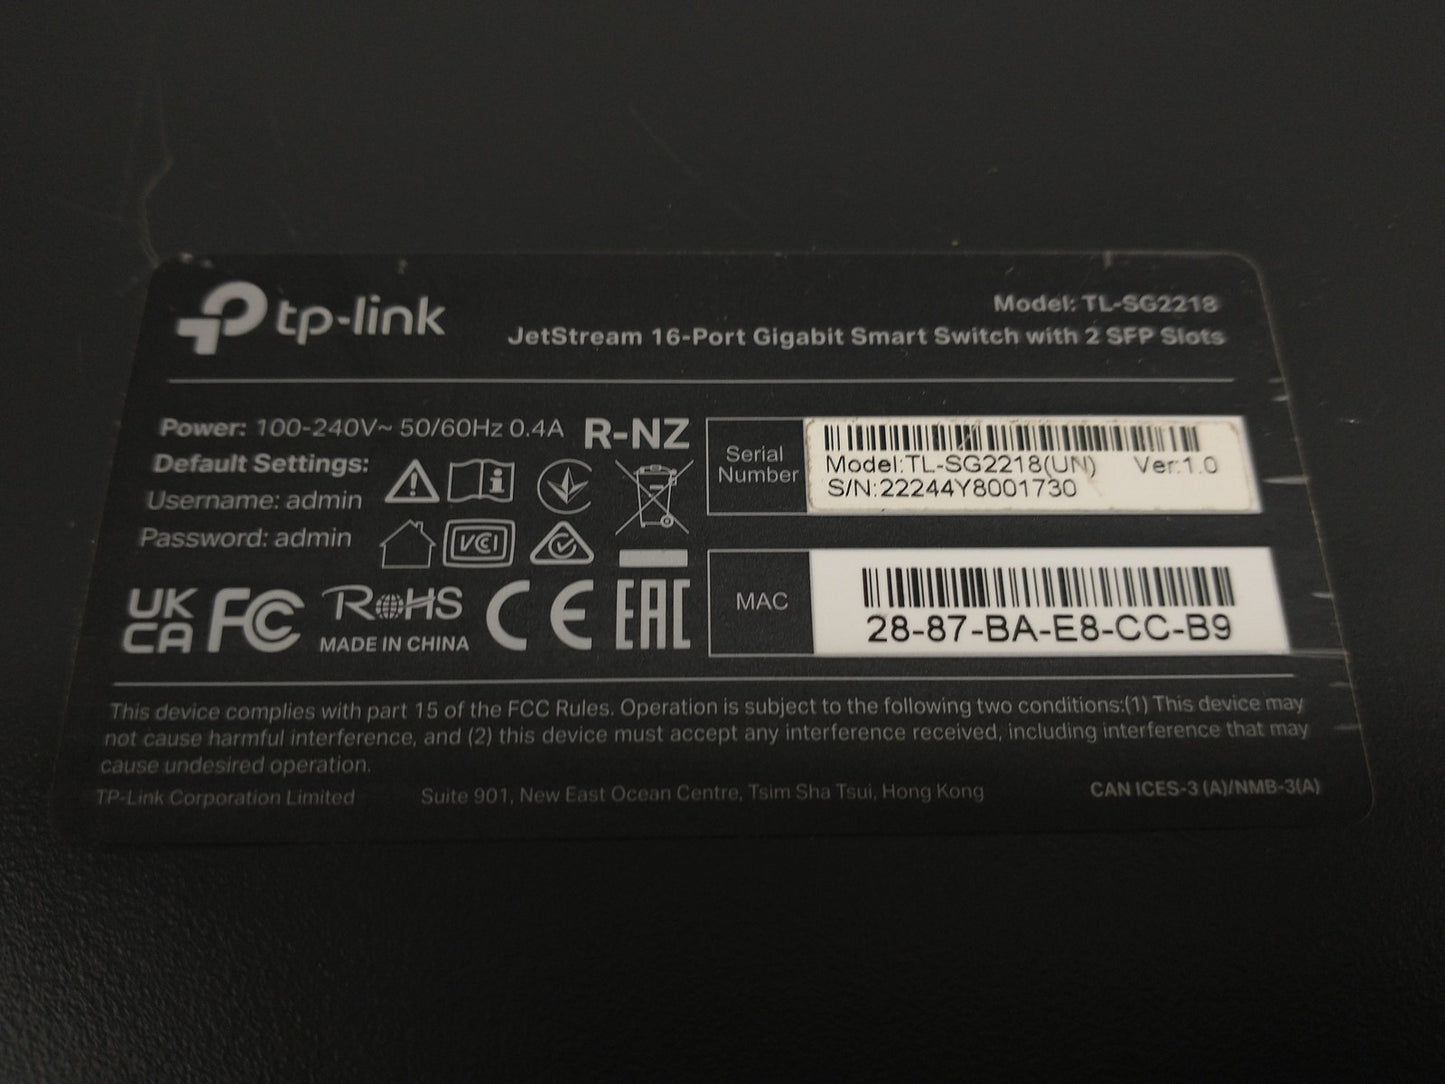 tp-link
Model: TL-SG2218
JetStream 16-Port Gigabit Smart Switch with 2 SFP Slots
Power: 100-240V~ 50/60Hz 0.4A
R-NZ
Default Settings:
Username: admin
Password: admin
VCI
UK
CA
FC
RoHS
MADE IN CHINA
CE
EAC
Serial
Number
Model:TL-SG2218(UN) Ver:1.0
S/N:22244Y8001730
MAC
28-87-BA-E8-CC-B9
This device complies with part 15 of the FCC Rules. Operation is subject to the following two conditions:(1) This device may
not cause harmful interference, and (2) this device must accept any interference received, including interference that may
cause undesired operation.
TP-Link Corporation Limited Suite 901, New East Ocean Centre, Tsim Sha Tsui, Hong Kong CAN ICES-3 (A)/NMB-3(A)